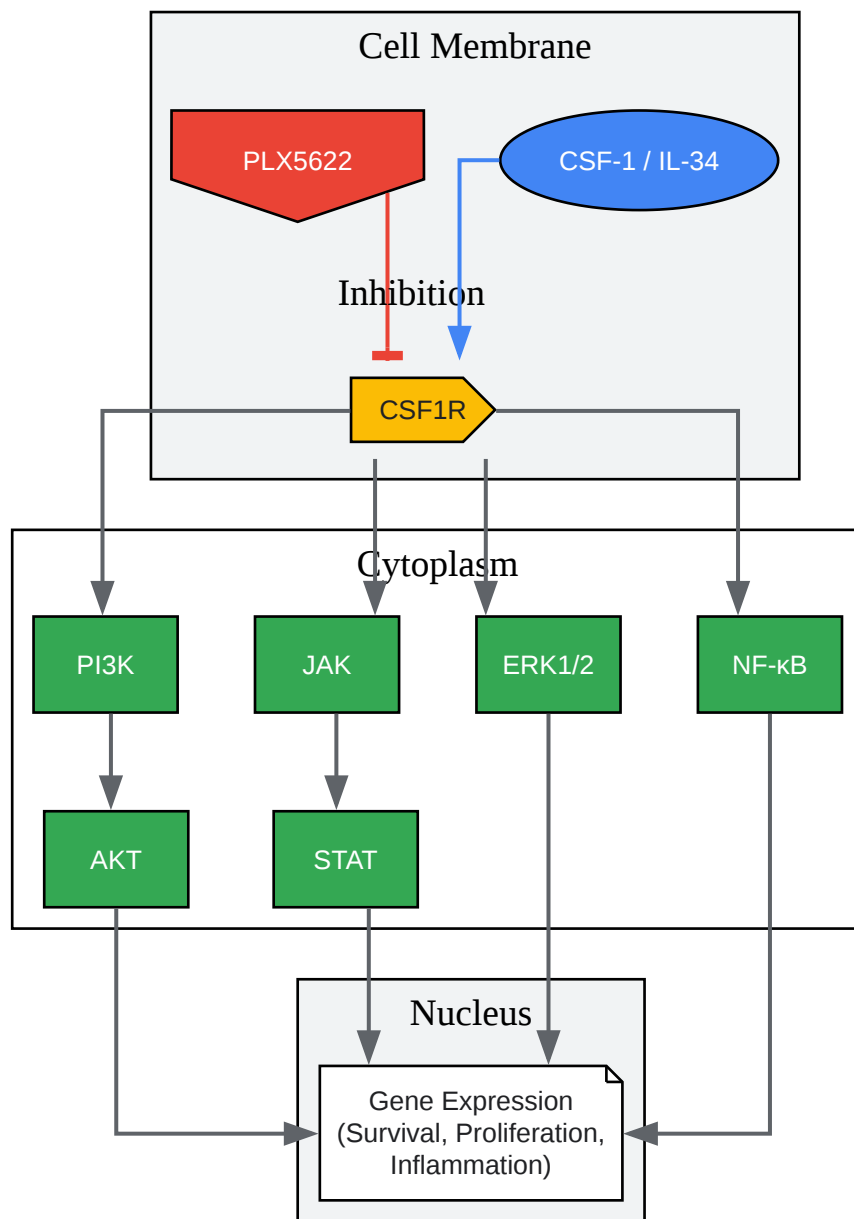 Cell Membrane
PLX5622
CSF-1 / IL-34
Inhibition
CSF1R
Cytoplasm
PI3K
JAK
ERK1/2
NF-κB
AKT
STAT
Nucleus
Gene Expression
(Survival, Proliferation,
Inflammation)